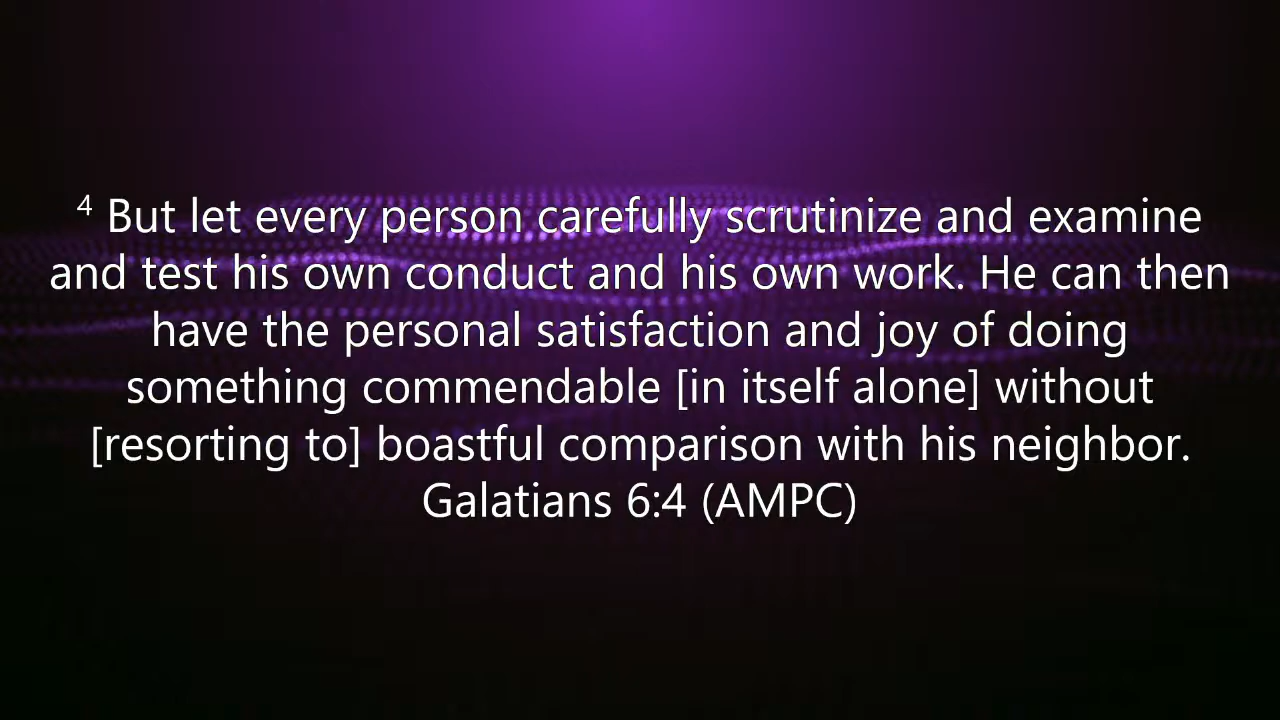 4 But let every person carefully scrutinize and examine
and test his own conduct and his own work. He can then
have the personal satisfaction and joy of doing
something commendable [in itself alone] without
[resorting to] boastful comparison with his neighbor.
Galatians 6:4 (AMPC)